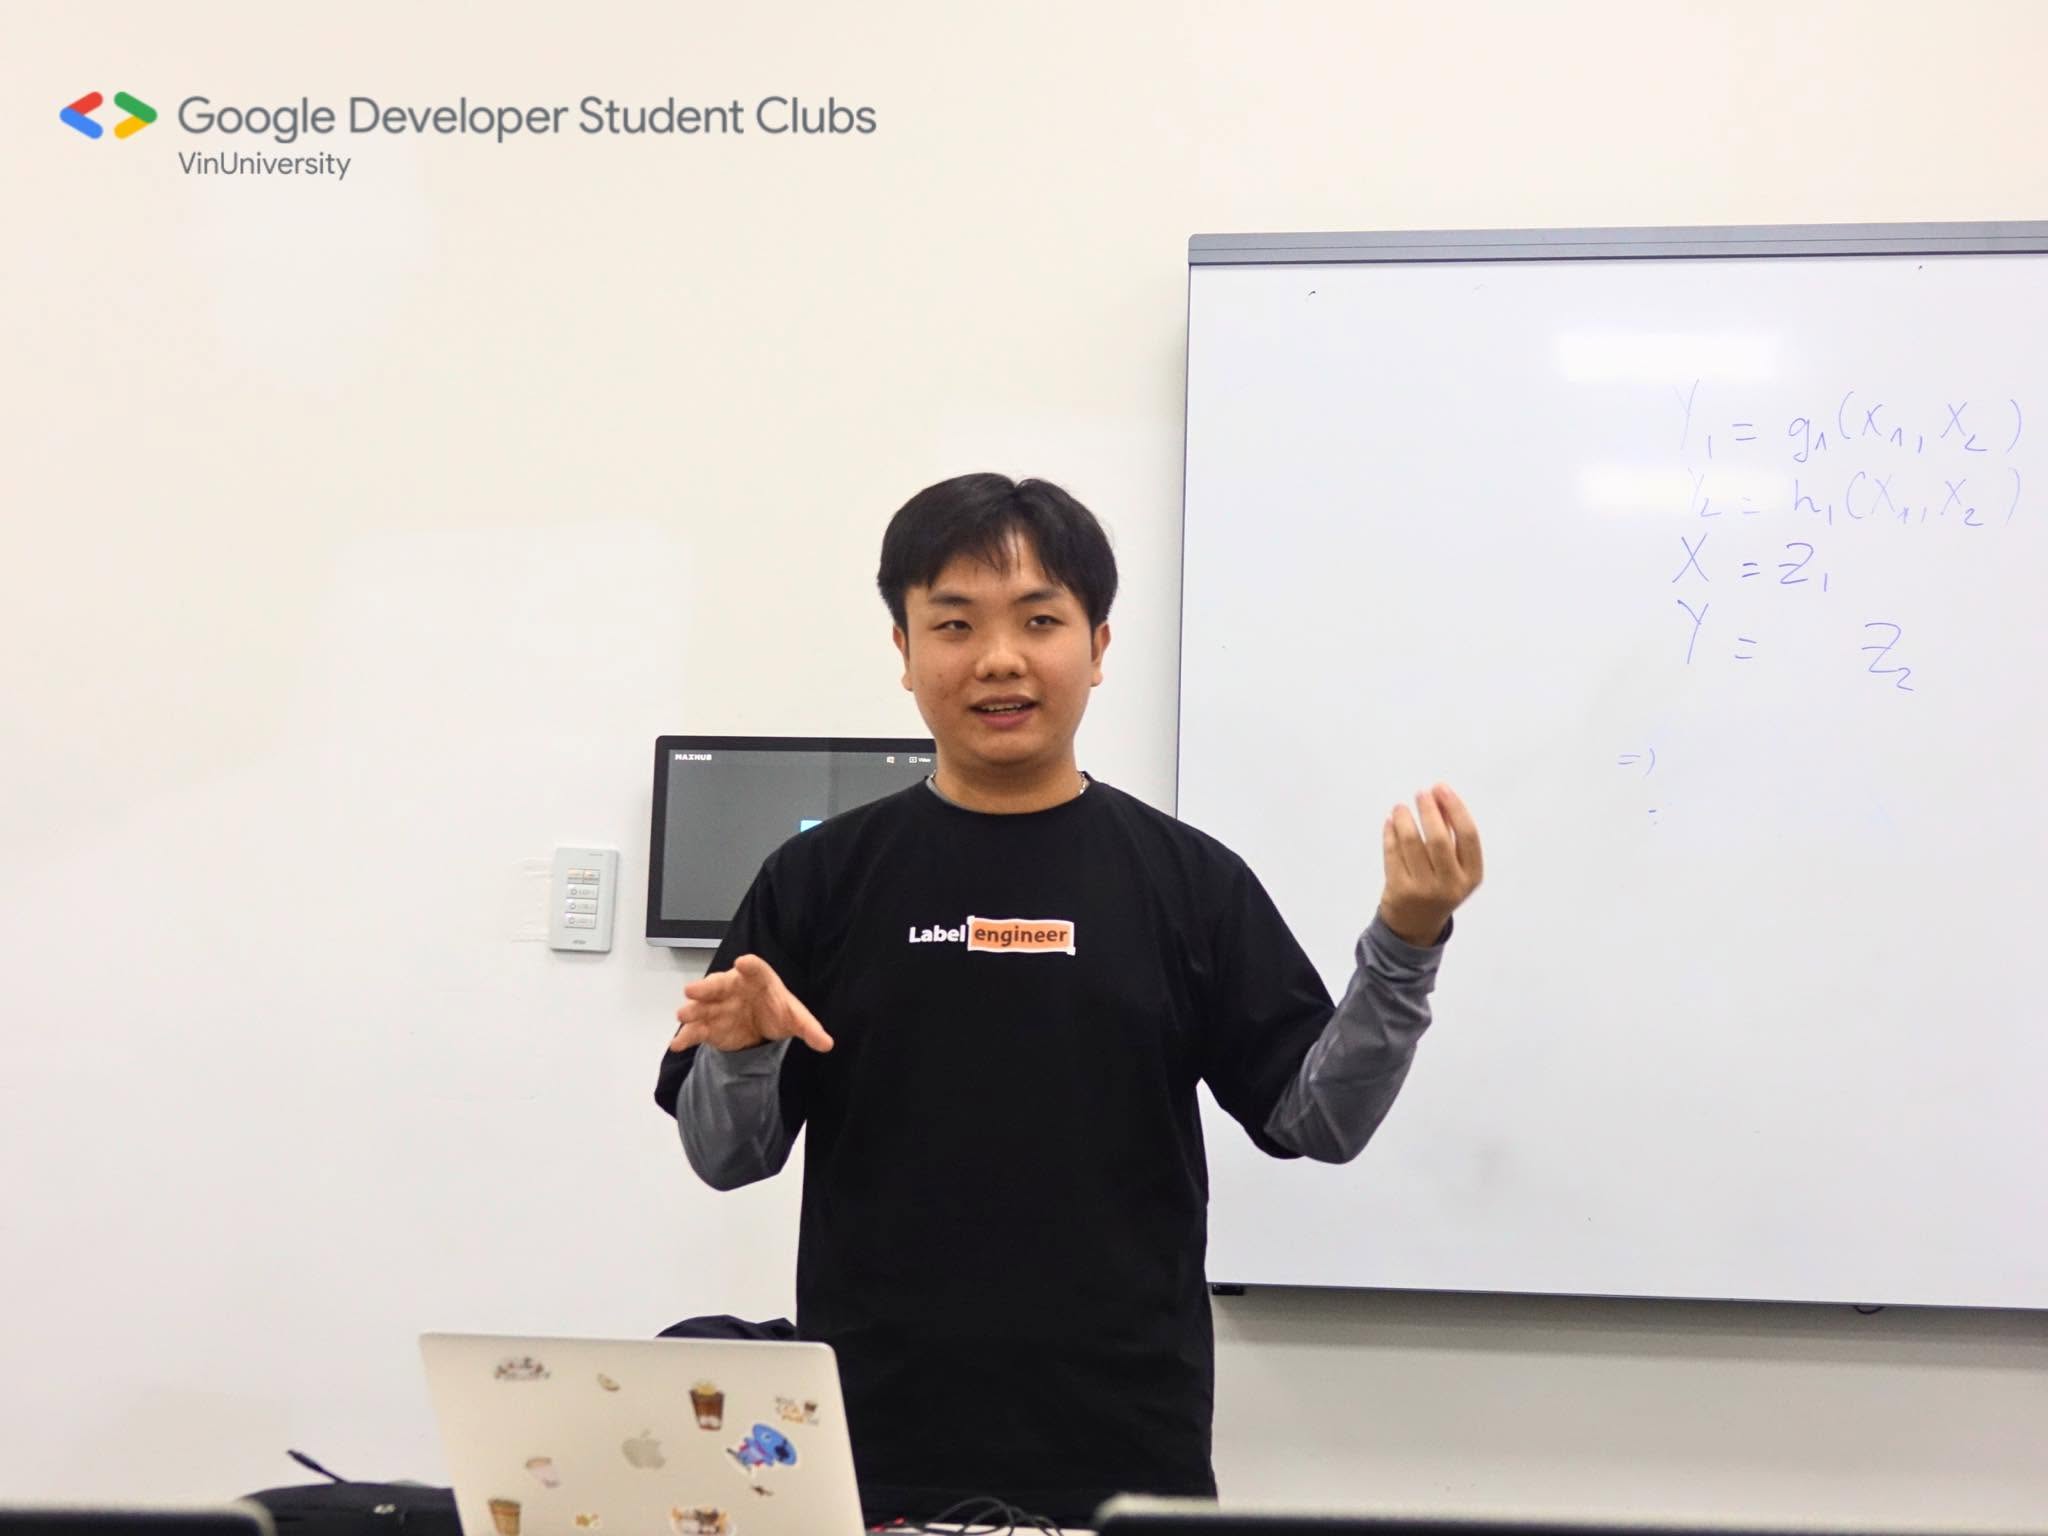 Google Developer Student Clubs
VinUniversity
Y₁ = g₁(X₁, X₂)
Y₂ = h₁(X₁, X₂)
X = Z₁
Y = Z₂
=)
MAXHUB
Label engineer